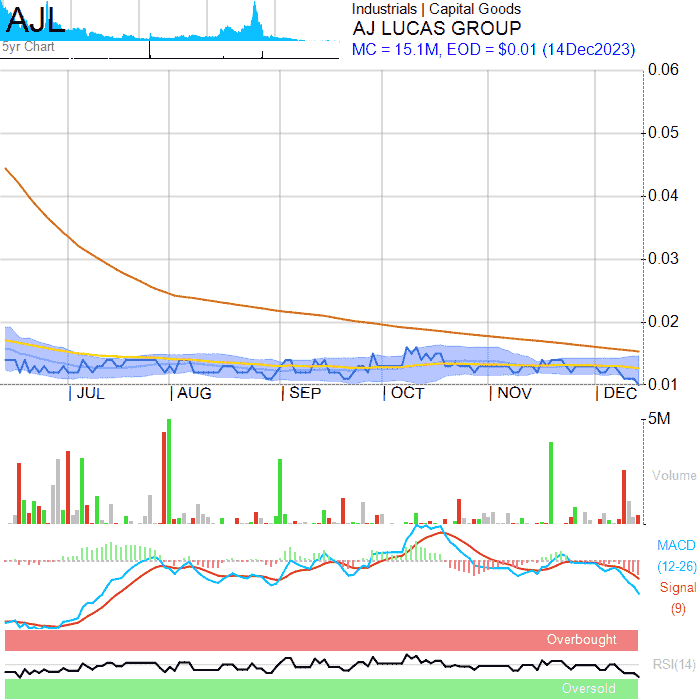 AJL
5yr Chart
Industrials | Capital Goods
AJ LUCAS GROUP
MC = 15.1M, EOD = $0.01 (14Dec2023)
0.06
0.05
0.04
0.03
0.02
0.01
| JUL | AUG | SEP | OCT | NOV | DEC
5M
Volume
MACD
(12-26)
Signal
(9)
Overbought
RSI(14)
Oversold